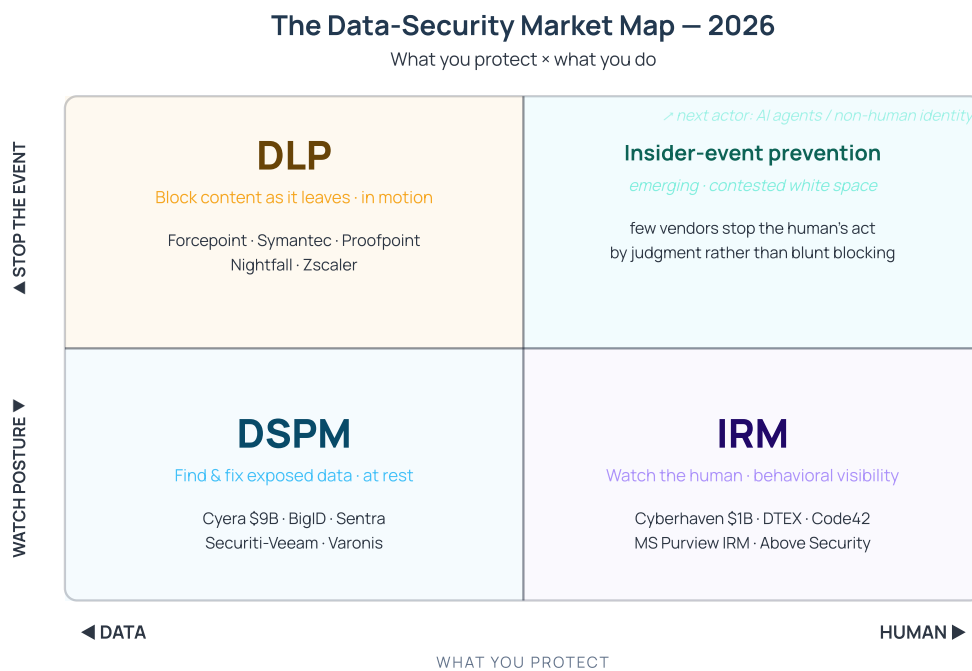 The Data-Security Market Map — 2026
What you protect × what you do
▲ STOP THE EVENT
DLP
Block content as it leaves · in motion
Forcepoint · Symantec · Proofpoint
Nightfall · Zscaler
↗ next actor: AI agents / non-human identity
Insider-event prevention
emerging · contested white space
few vendors stop the human's act
by judgment rather than blunt blocking
WATCH POSTURE ▼
DSPM
Find & fix exposed data · at rest
Cyera $9B · BigID · Sentra
Securiti-Veeam · Varonis
IRM
Watch the human · behavioral visibility
Cyberhaven $1B · DTEX · Code42
MS Purview IRM · Above Security
◀ DATA
HUMAN ▶
WHAT YOU PROTECT